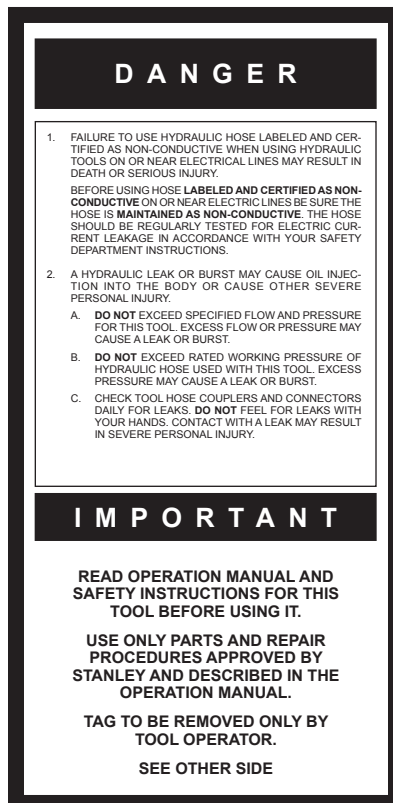 DANGER
1. FAILURE TO USE HYDRAULIC HOSE LABELED AND CER-
TIFIED AS NON-CONDUCTIVE WHEN USING HYDRAULIC
TOOLS ON OR NEAR ELECTRICAL LINES MAY RESULT IN
DEATH OR SERIOUS INJURY.
BEFORE USING HOSE LABELED AND CERTIFIED AS NON-
CONDUCTIVE ON OR NEAR ELECTRIC LINES BE SURE THE
HOSE IS MAINTAINED AS NON-CONDUCTIVE. THE HOSE
SHOULD BE REGULARLY TESTED FOR ELECTRIC CUR-
RENT LEAKAGE IN ACCORDANCE WITH YOUR SAFETY
DEPARTMENT INSTRUCTIONS.
2. A HYDRAULIC LEAK OR BURST MAY CAUSE OIL INJEC-
TION INTO THE BODY OR CAUSE OTHER SEVERE
PERSONAL INJURY.
A. DO NOT EXCEED SPECIFIED FLOW AND PRESSURE
FOR THIS TOOL. EXCESS FLOW OR PRESSURE MAY
CAUSE A LEAK OR BURST.
B. DO NOT EXCEED RATED WORKING PRESSURE OF
HYDRAULIC HOSE USED WITH THIS TOOL. EXCESS
PRESSURE MAY CAUSE A LEAK OR BURST.
C. CHECK TOOL HOSE COUPLERS AND CONNECTORS
DAILY FOR LEAKS. DO NOT FEEL FOR LEAKS WITH
YOUR HANDS. CONTACT WITH A LEAK MAY RESULT
IN SEVERE PERSONAL INJURY.
IMPORTANT
READ OPERATION MANUAL AND
SAFETY INSTRUCTIONS FOR THIS
TOOL BEFORE USING IT.
USE ONLY PARTS AND REPAIR
PROCEDURES APPROVED BY
STANLEY AND DESCRIBED IN THE
OPERATION MANUAL.
TAG TO BE REMOVED ONLY BY
TOOL OPERATOR.
SEE OTHER SIDE